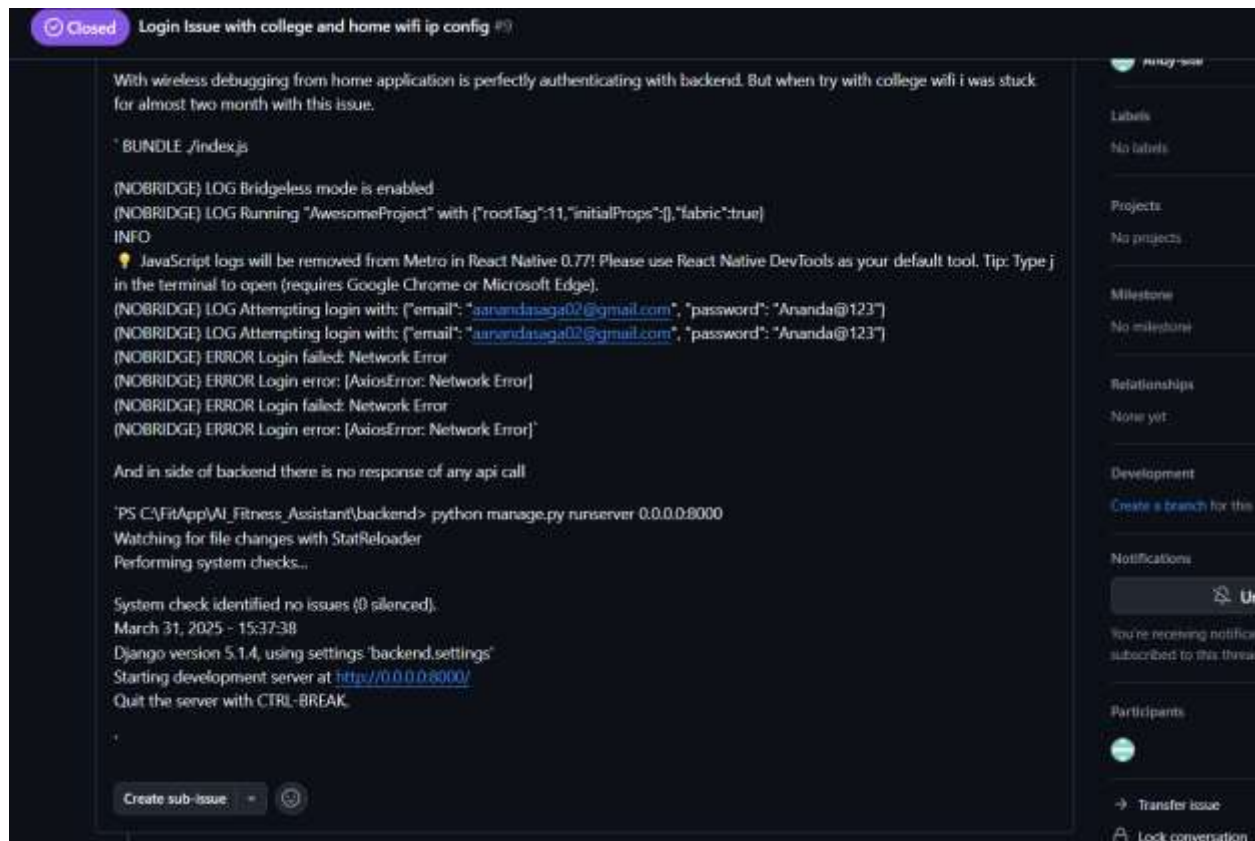 Closed Login Issue with college and home wifi ip config #9
With wireless debugging from home application is perfectly authenticating with backend. But when try with college wifi i was stuck
for almost two month with this issue.
` BUNDLE ./index.js
(NOBRIDGE) LOG Bridgeless mode is enabled
(NOBRIDGE) LOG Running "AwesomeProject" with {"rootTag":11,"initialProps":{},"fabric":true}
INFO
💡 JavaScript logs will be removed from Metro in React Native 0.77! Please use React Native DevTools as your default tool. Tip: Type j
in the terminal to open (requires Google Chrome or Microsoft Edge).
(NOBRIDGE) LOG Attempting login with: {"email": "aanandasaga02@gmail.com", "password": "Ananda@123"}
(NOBRIDGE) LOG Attempting login with: {"email": "aanandasaga02@gmail.com", "password": "Ananda@123"}
(NOBRIDGE) ERROR Login failed: Network Error
(NOBRIDGE) ERROR Login error: [AxiosError: Network Error]
(NOBRIDGE) ERROR Login failed: Network Error
(NOBRIDGE) ERROR Login error: [AxiosError: Network Error]`
And in side of backend there is no response of any api call
`PS C:\FitApp\AI_Fitness_Assistant\backend> python manage.py runserver 0.0.0.0:8000
Watching for file changes with StatReloader
Performing system checks...
System check identified no issues (0 silenced).
March 31, 2025 - 15:37:38
Django version 5.1.4, using settings 'backend.settings'
Starting development server at http://0.0.0.0:8000/
Quit the server with CTRL-BREAK.
`
Create sub-issue
Labels
No labels
Projects
No projects
Milestone
No milestone
Relationships
None yet
Development
Create a branch for this
Notifications
Un
You're receiving notifica
subscribed to this threa
Participants
Transfer issue
Lock conversation